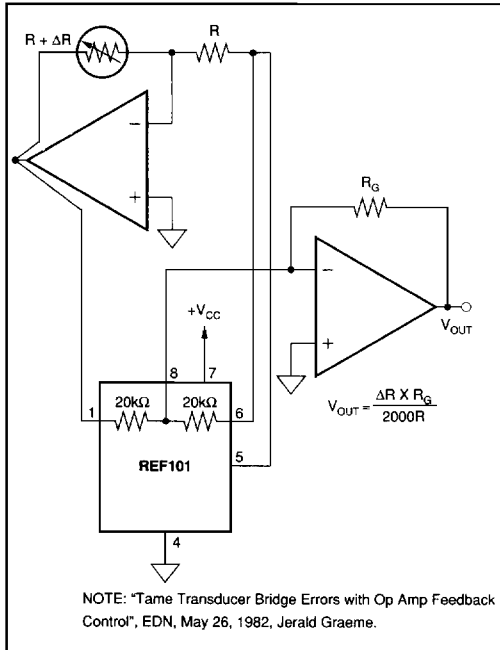 R + ΔR
R
−
+
R_G
−
+
V_OUT
+V_CC
8
7
20kΩ
20kΩ
1
6
REF101
5
4
V_OUT = ΔR X R_G / 2000R
NOTE: "Tame Transducer Bridge Errors with Op Amp Feedback
Control", EDN, May 26, 1982, Jerald Graeme.